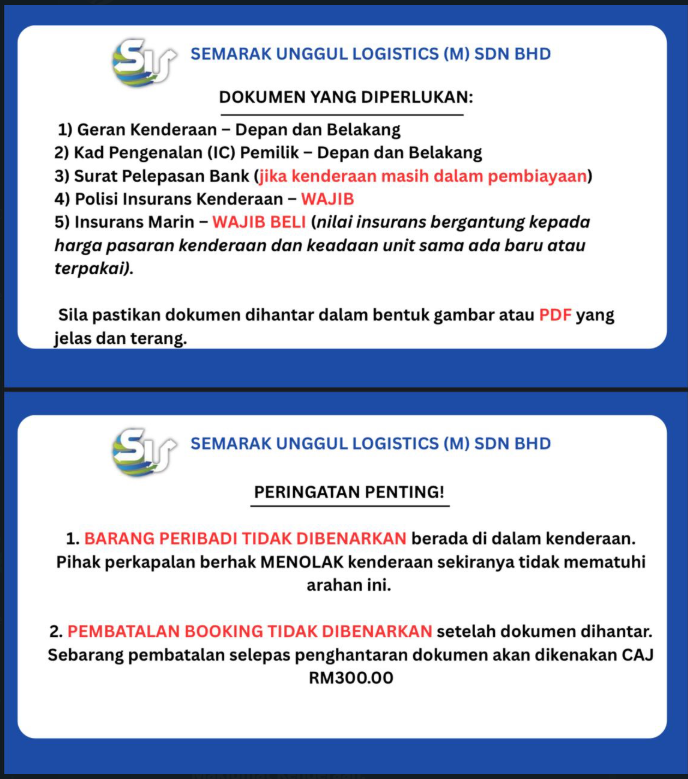 SIS
SEMARAK UNGGUL LOGISTICS (M) SDN BHD
DOKUMEN YANG DIPERLUKAN:
1) Geran Kenderaan – Depan dan Belakang
2) Kad Pengenalan (IC) Pemilik – Depan dan Belakang
3) Surat Pelepasan Bank (jika kenderaan masih dalam pembiayaan)
4) Polisi Insurans Kenderaan – WAJIB
5) Insurans Marin – WAJIB BELI (nilai insurans bergantung kepada
harga pasaran kenderaan dan keadaan unit sama ada baru atau
terpakai).
Sila pastikan dokumen dihantar dalam bentuk gambar atau PDF yang
jelas dan terang.
SIS
SEMARAK UNGGUL LOGISTICS (M) SDN BHD
PERINGATAN PENTING!
1. BARANG PERIBADI TIDAK DIBENARKAN berada di dalam kenderaan.
Pihak perkapalan berhak MENOLAK kenderaan sekiranya tidak mematuhi
arahan ini.
2. PEMBATALAN BOOKING TIDAK DIBENARKAN setelah dokumen dihantar.
Sebarang pembatalan selepas penghantaran dokumen akan dikenakan CAJ
RM300.00